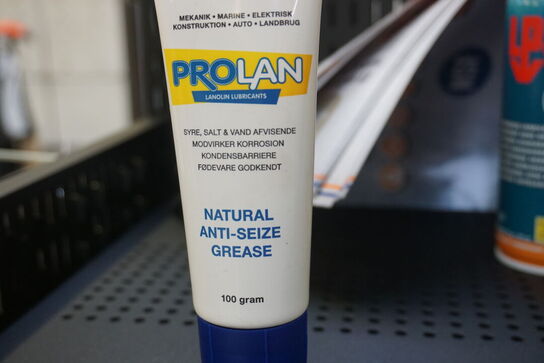 MEKANIK • MARINE • ELEKTRISK
KONSTRUKTION • AUTO • LANDBRUG
PROLAN
LANOLIN LUBRICANTS
SYRE, SALT & VAND AFVISENDE
MODVIRKER KORROSION
KONDENSBARRIERE
FØDEVARE GODKENDT
NATURAL
ANTI-SEIZE
GREASE
100 gram